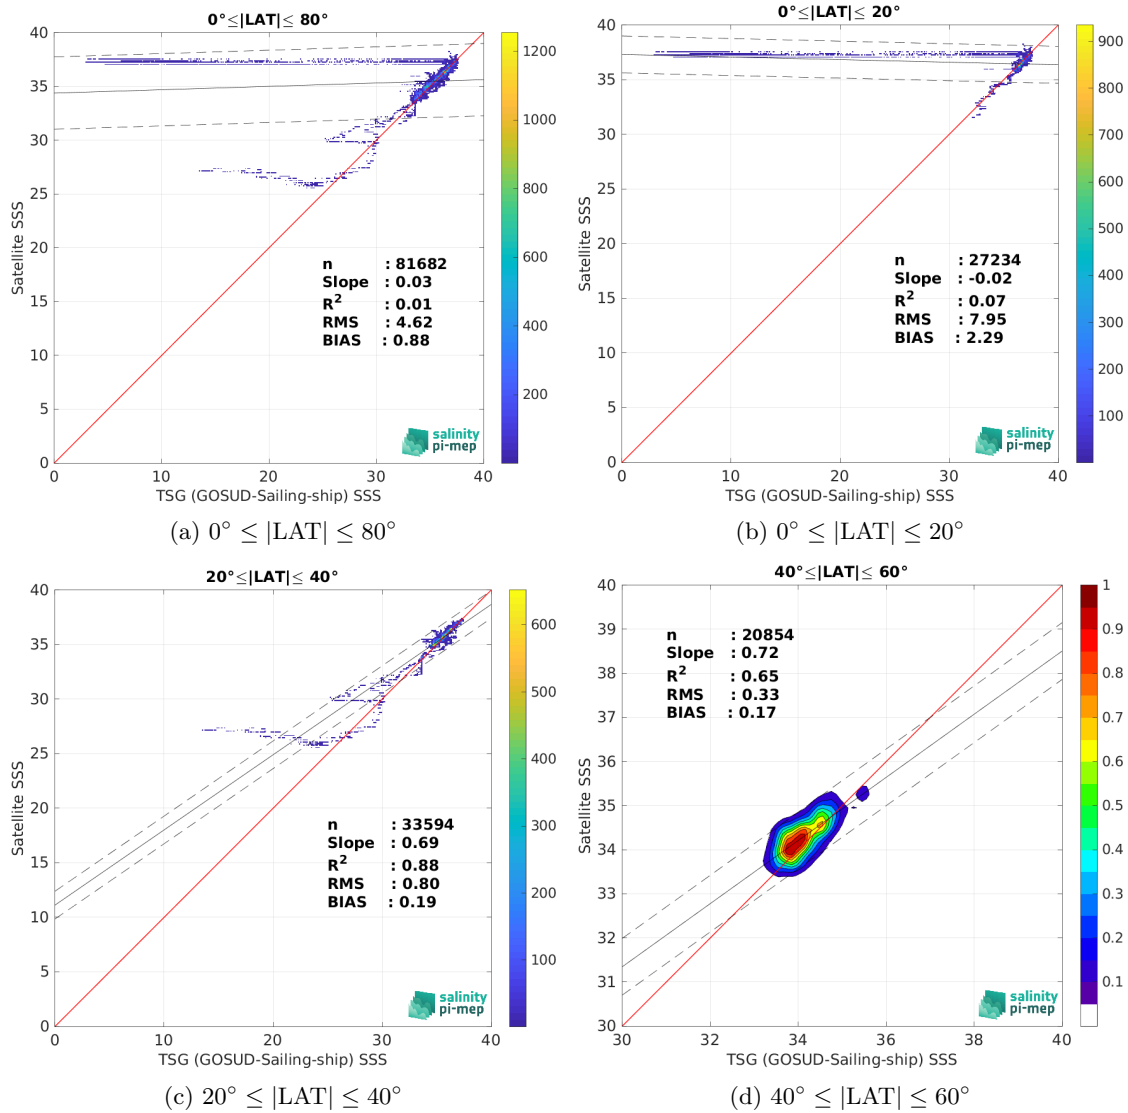 0°≤|LAT|≤ 80°
40
35
30
25
20
15
10
5
0
Satellite SSS
n : 81682
Slope : 0.03
R² : 0.01
RMS : 4.62
BIAS : 0.88
salinity
pi-mep
0 10 20 30 40
TSG (GOSUD-Sailing-ship) SSS
1200
1000
800
600
400
200
(a) 0° ≤ |LAT| ≤ 80°
0°≤|LAT|≤ 20°
40
35
30
25
20
15
10
5
0
Satellite SSS
n : 27234
Slope : -0.02
R² : 0.07
RMS : 7.95
BIAS : 2.29
salinity
pi-mep
0 10 20 30 40
TSG (GOSUD-Sailing-ship) SSS
900
800
700
600
500
400
300
200
100
(b) 0° ≤ |LAT| ≤ 20°
20°≤|LAT|≤ 40°
40
35
30
25
20
15
10
5
0
Satellite SSS
n : 33594
Slope : 0.69
R² : 0.88
RMS : 0.80
BIAS : 0.19
salinity
pi-mep
0 10 20 30 40
TSG (GOSUD-Sailing-ship) SSS
600
500
400
300
200
100
(c) 20° ≤ |LAT| ≤ 40°
40°≤|LAT|≤ 60°
40
39
38
37
36
35
34
33
32
31
30
Satellite SSS
n : 20854
Slope : 0.72
R² : 0.65
RMS : 0.33
BIAS : 0.17
salinity
pi-mep
30 32 34 36 38 40
TSG (GOSUD-Sailing-ship) SSS
1
0.9
0.8
0.7
0.6
0.5
0.4
0.3
0.2
0.1
(d) 40° ≤ |LAT| ≤ 60°